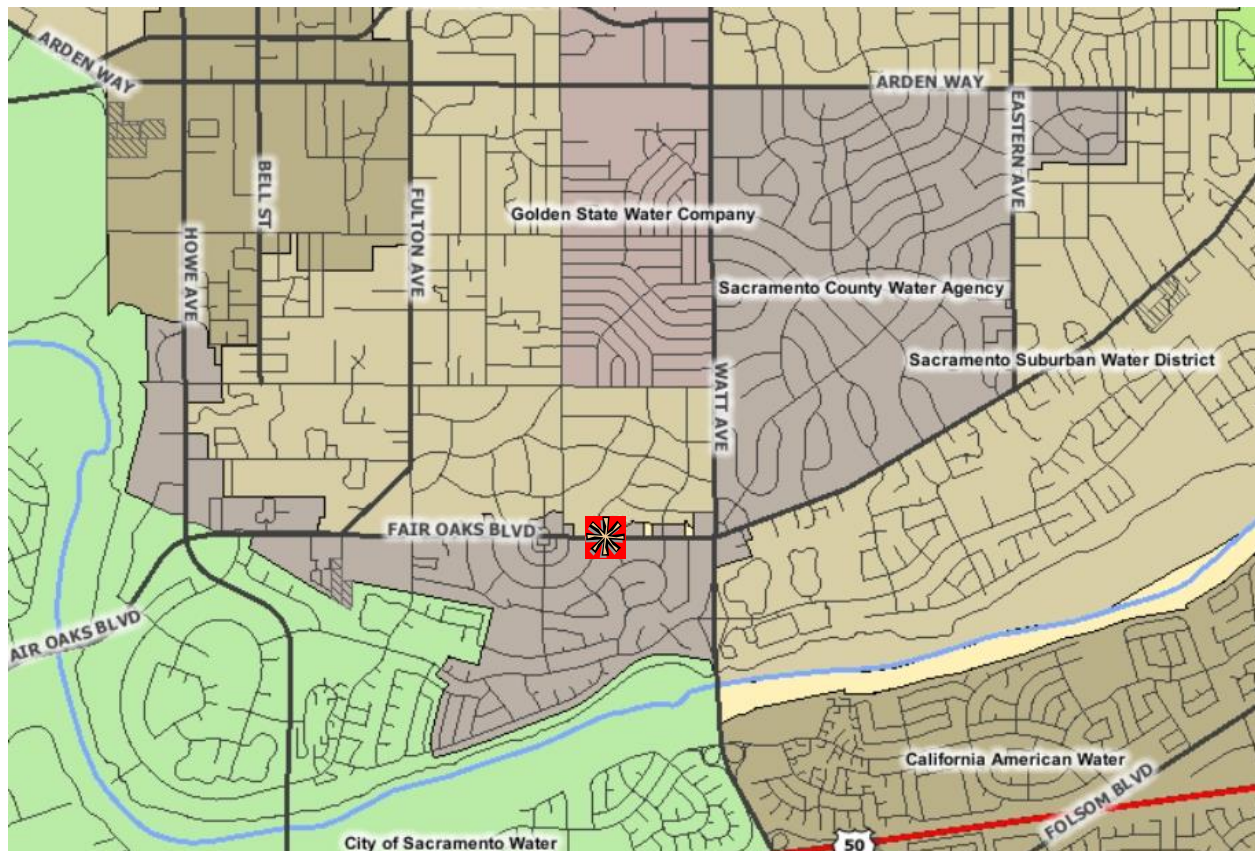 ARDEN WAY
ARDEN WAY
EASTERN AVE
BELL ST
FULTON AVE
Golden State Water Company
HOWE AVE
Sacramento County Water Agency
Sacramento Suburban Water District
WATT AVE
FAIR OAKS BLVD
AIR OAKS BLVD
California American Water
FOLSOM BLVD
City of Sacramento Water
50